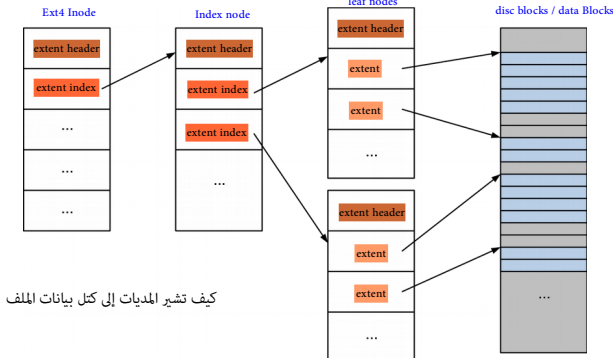 Ext4 Inode
extent header
extent index
...
...
...
Index node
extent header
extent index
extent index
...
leaf nodes
extent header
extent
extent
...
extent header
extent
extent
...
disc blocks / data Blocks
...
كيف تشير المديات إلى كتل بيانات الملف